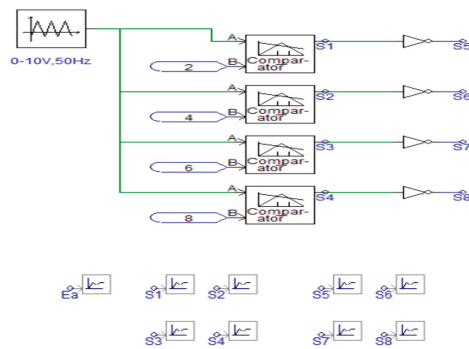 A
Compar-
ator
S1
S5
0-10V,50Hz
2
B
A
Compar-
ator
S2
S6
4
B
A
Compar-
ator
S3
S7
6
B
A
Compar-
ator
S4
S8
8
B
Ea
S1
S2
S5
S6
S3
S4
S7
S8